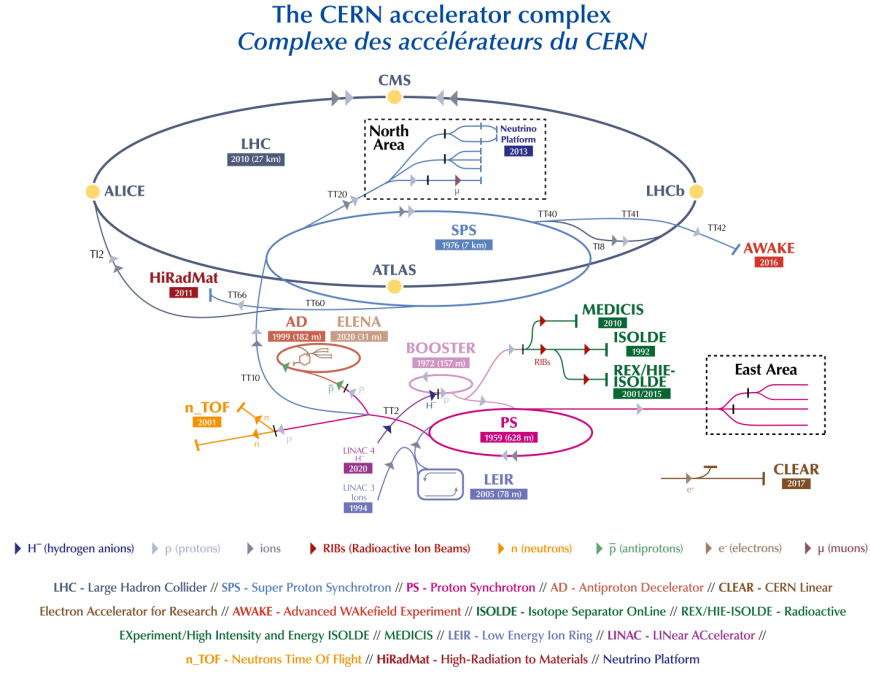 The CERN accelerator complex
Complexe des accélérateurs du CERN
CMS
North
Area
Neutrino
Platform
2013
LHC
2010 (27 km)
μ
TT20
ALICE
LHCb
TT40
TT41
TT42
SPS
1976 (7 km)
TI8
AWAKE
2016
TI2
ATLAS
HiRadMat
2011
TT66
TT60
AD
1999 (182 m)
ELENA
2020 (31 m)
MEDICIS
2010
BOOSTER
1972 (157 m)
ISOLDE
1992
RIBs
REX/HIE-
ISOLDE
2001/2015
East Area
TT10
p̅
p
H⁻
p
n_TOF
2001
n
n
p
TT2
PS
1959 (628 m)
LINAC 4
H⁻
2020
LINAC 3
Ions
1994
LEIR
2005 (78 m)
e⁻
CLEAR
2017
H⁻ (hydrogen anions)
p (protons)
ions
RIBs (Radioactive Ion Beams)
n (neutrons)
p̅ (antiprotons)
e⁻ (electrons)
μ (muons)
LHC - Large Hadron Collider // SPS - Super Proton Synchrotron // PS - Proton Synchrotron // AD - Antiproton Decelerator // CLEAR - CERN Linear
Electron Accelerator for Research // AWAKE - Advanced WAKefield Experiment // ISOLDE - Isotope Separator OnLine // REX/HIE-ISOLDE - Radioactive
EXperiment/High Intensity and Energy ISOLDE // MEDICIS // LEIR - Low Energy Ion Ring // LINAC - LINear ACcelerator //
n_TOF - Neutrons Time Of Flight // HiRadMat - High-Radiation to Materials // Neutrino Platform